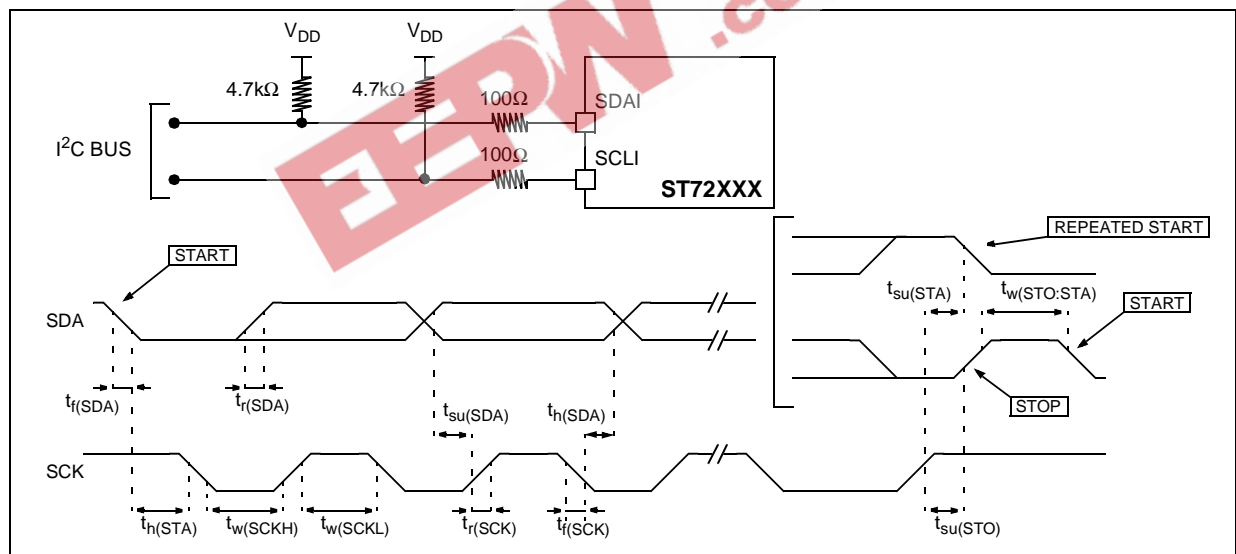 VDD VDD
4.7kΩ 4.7kΩ 100Ω SDAI
I²C BUS 100Ω SCLI
ST72XXX
EEPW .co
REPEATED START
START
tsu(STA) tw(STO:STA) START
SDA
tf(SDA) tr(SDA) tsu(SDA) th(SDA) STOP
SCK
th(STA) tw(SCKH) tw(SCKL) tr(SCK) tf(SCK) tsu(STO)